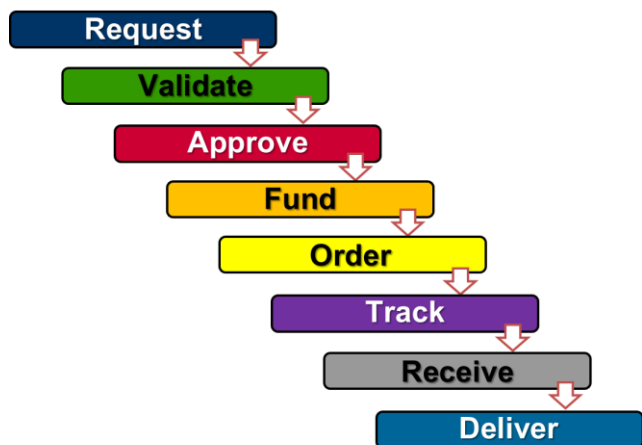 Request
Validate
Approve
Fund
Order
Track
Receive
Deliver